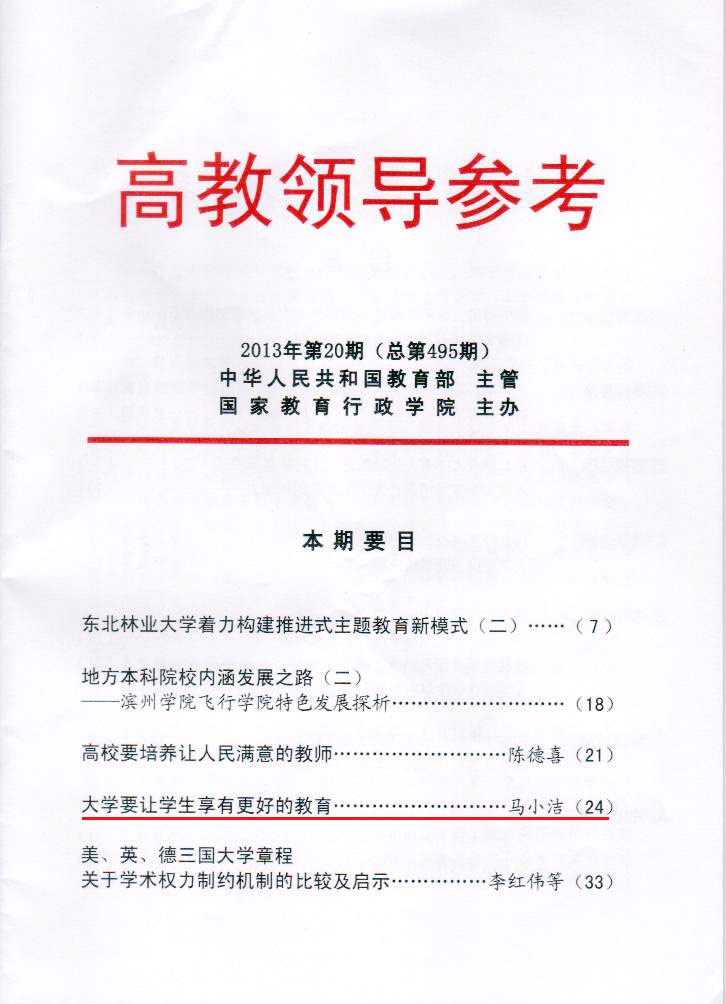 高教领导参考
2013年第20期（总第495期）
中华人民共和国教育部 主管
国家教育行政学院 主办
本期要目
东北林业大学着力构建推进式主题教育新模式（二）……（7）
地方本科院校内涵发展之路（二）
——滨州学院飞行学院特色发展探析………………………（18）
高校要培养让人民满意的教师………………………陈德喜（21）
大学要让学生享有更好的教育………………………马小洁（24）
美、英、德三国大学章程
关于学术权力制约机制的比较及启示……………李红伟等（33）